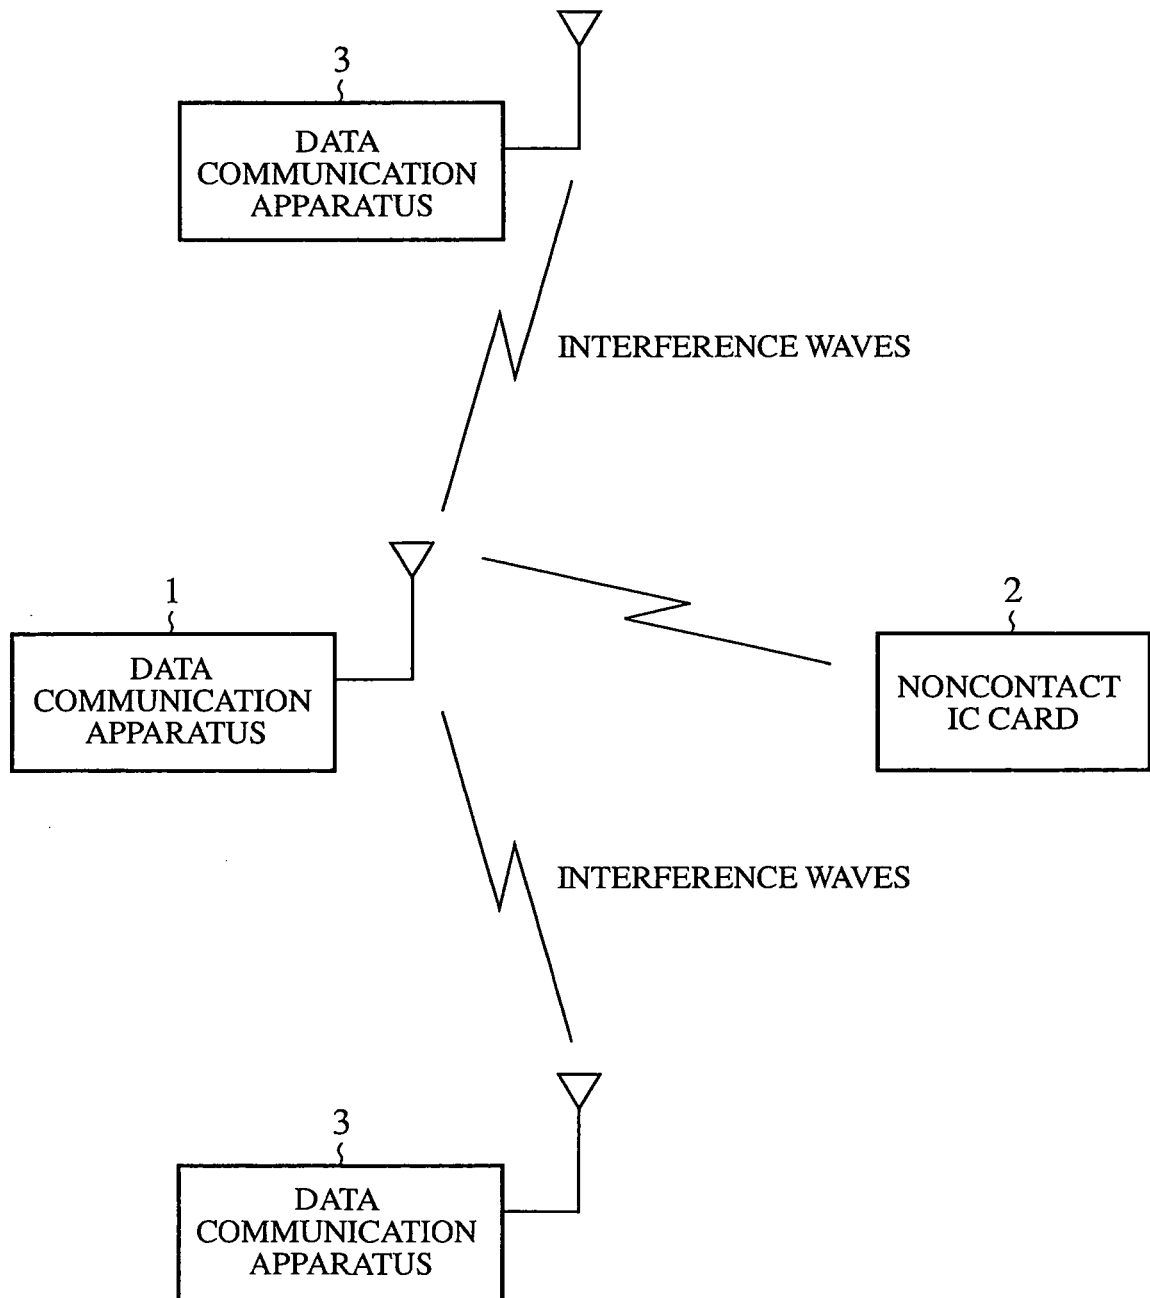 3
DATA
COMMUNICATION
APPARATUS
INTERFERENCE WAVES
1
DATA
COMMUNICATION
APPARATUS
2
NONCONTACT
IC CARD
INTERFERENCE WAVES
3
DATA
COMMUNICATION
APPARATUS